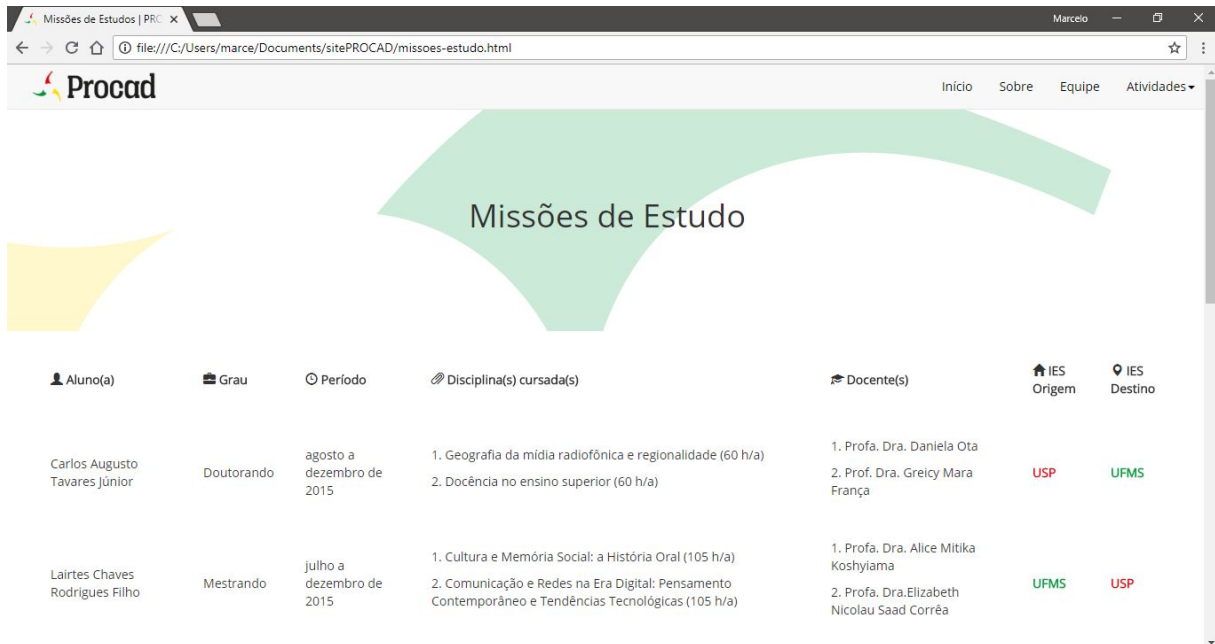 Missões de Estudos | PRC
Marcelo
file:///C:/Users/marce/Documents/sitePROCAD/missoes-estudo.html
Procad
Início Sobre Equipe Atividades
Missões de Estudo
Aluno(a) Grau Período Disciplina(s) cursada(s) Docente(s) IES Origem IES Destino
Carlos Augusto
Tavares Júnior
Doutorando
agosto a
dezembro de
2015
1. Geografia da mídia radiofônica e regionalidade (60 h/a)
2. Docência no ensino superior (60 h/a)
1. Profa. Dra. Daniela Ota
2. Prof. Dra. Greicy Mara
França
USP
UFMS
Lairtes Chaves
Rodrigues Filho
Mestrando
julho a
dezembro de
2015
1. Cultura e Memória Social: a História Oral (105 h/a)
2. Comunicação e Redes na Era Digital: Pensamento
Contemporâneo e Tendências Tecnológicas (105 h/a)
1. Profa. Dra. Alice Mitika
Koshyiama
2. Profa. Dra.Elizabeth
Nicolau Saad Corrêa
UFMS
USP